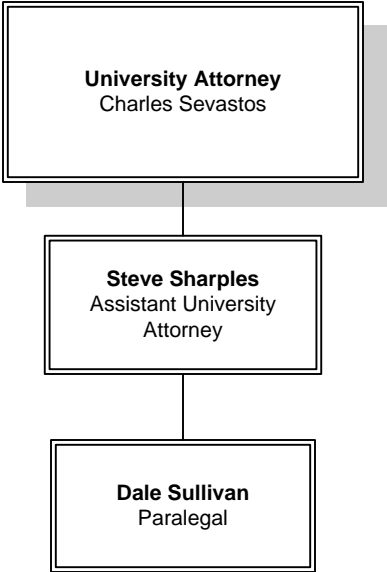 University Attorney
Charles Sevastos
Steve Sharples
Assistant University
Attorney
Dale Sullivan
Paralegal